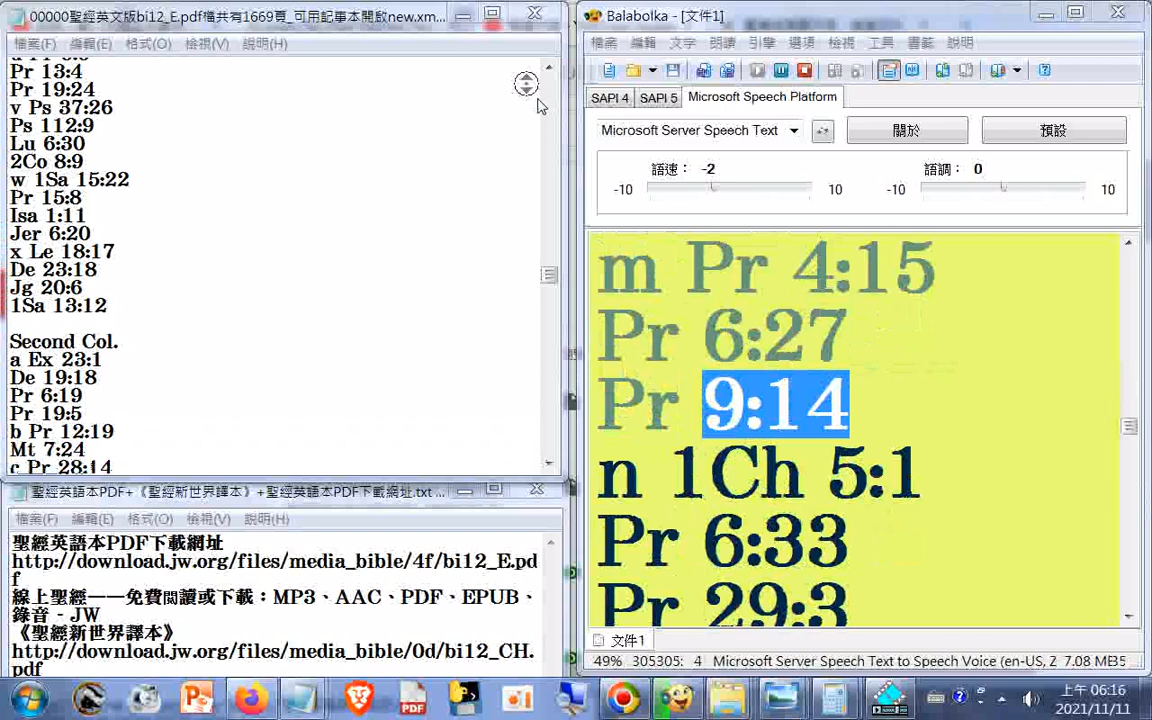 00000聖經英文版bi12_E.pdf檔共有1669頁_可用記事本開啟new.xm...
檔案(F) 編輯(E) 格式(O) 檢視(V) 說明(H)
Pr 13:4
Pr 19:24
v Ps 37:26
Ps 112:9
Lu 6:30
2Co 8:9
w 1Sa 15:22
Pr 15:8
Isa 1:11
Jer 6:20
x Le 18:17
De 23:18
Jg 20:6
1Sa 13:12
Second Col.
a Ex 23:1
De 19:18
Pr 6:19
Pr 19:5
b Pr 12:19
Mt 7:24
c Pr 28:14
聖經英語本PDF+《聖經新世界譯本》+聖經英語本PDF下載網址.txt ...
檔案(F) 編輯(E) 格式(O) 檢視(V) 說明(H)
聖經英語本PDF下載網址
http://download.jw.org/files/media_bible/4f/bi12_E.pd
f
線上聖經——免費閱讀或下載：MP3、AAC、PDF、EPUB、
錄音 - JW
《聖經新世界譯本》
http://download.jw.org/files/media_bible/0d/bi12_CH.
pdf
Balabolka - [文件1]
檔案 編輯 文字 朗讀 引擎 選項 檢視 工具 書籤 說明
SAPI 4 SAPI 5 Microsoft Speech Platform
Microsoft Server Speech Text 關於 預設
語速： -2 語調： 0
-10 10 -10 10
m Pr 4:15
Pr 6:27
Pr 9:14
n 1Ch 5:1
Pr 6:33
Pr 29:3
文件1
49% 305305: 4 Microsoft Server Speech Text to Speech Voice (en-US, Z 7.08 MB
上午 06:16
2021/11/11